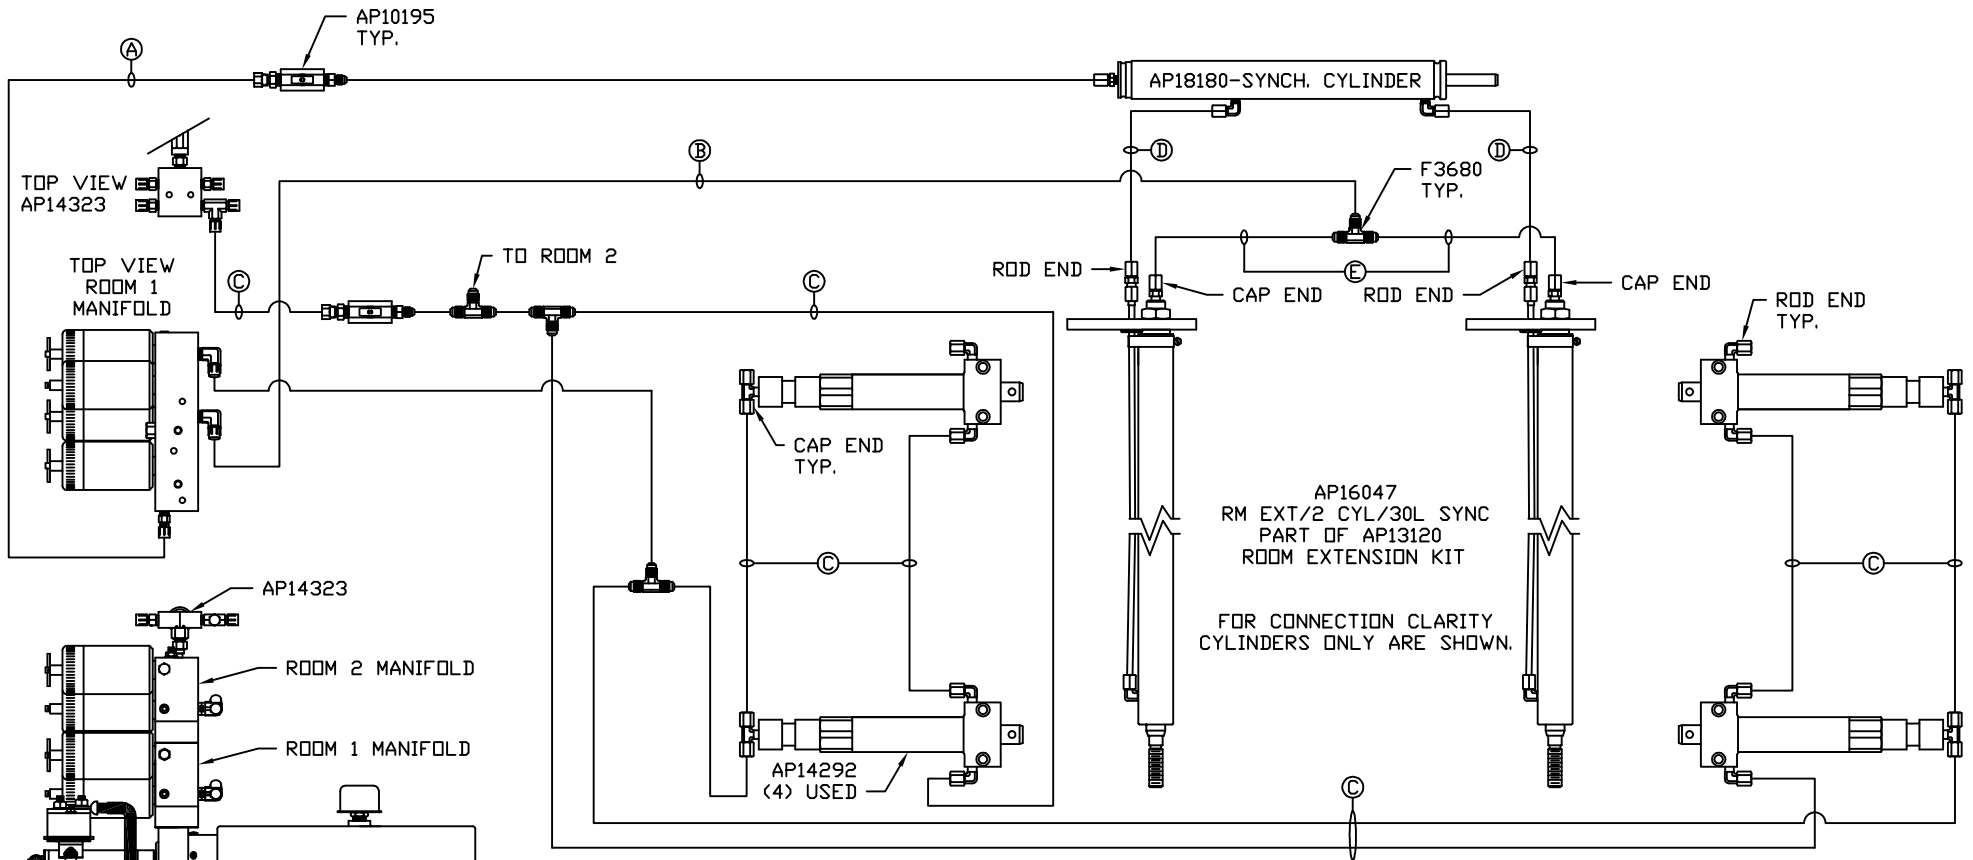 AP10195
TYP.
A
AP18180-SYNCH. CYLINDER
B
D
D
F3680
TYP.
TOP VIEW
AP14323
TO ROOM 2
TOP VIEW
ROOM 1
MANIFOLD
C
C
ROD END
CAP END
E
ROD END
CAP END
ROD END
TYP.
CAP END
TYP.
AP16047
RM EXT/2 CYL/30L SYNC
PART OF AP13120
ROOM EXTENSION KIT
C
C
FOR CONNECTION CLARITY
CYLINDERS ONLY ARE SHOWN.
AP14323
ROOM 2 MANIFOLD
ROOM 1 MANIFOLD
AP14292
(4) USED
C